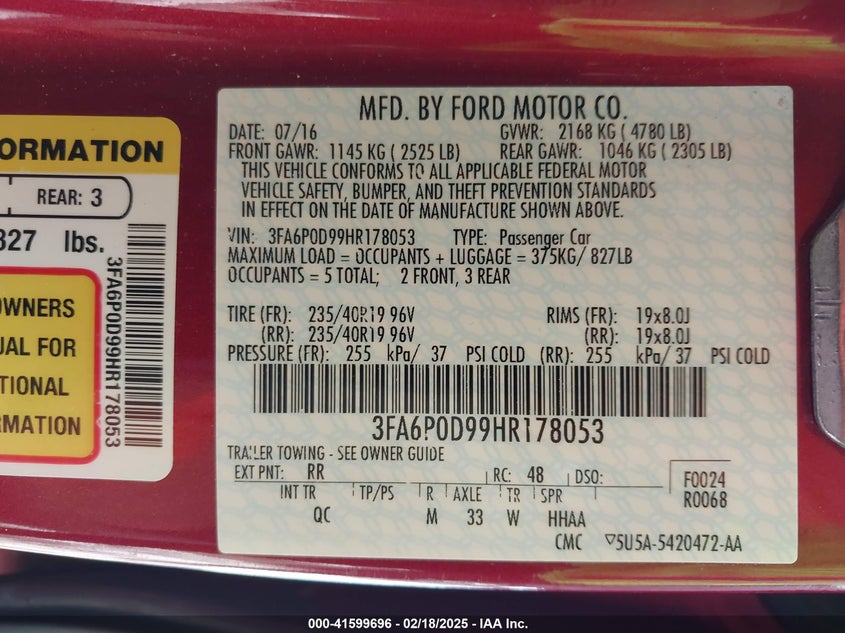 ORMATION
REAR: 3
827 lbs.
OWNERS
UAL FOR
TIONAL
RMATION
3FA6P0D99HR178053
MFD. BY FORD MOTOR CO.
DATE: 07/16 GVWR: 2168 KG ( 4780 LB)
FRONT GAWR: 1145 KG ( 2525 LB) REAR GAWR: 1046 KG ( 2305 LB)
THIS VEHICLE CONFORMS TO ALL APPLICABLE FEDERAL MOTOR
VEHICLE SAFETY, BUMPER, AND THEFT PREVENTION STANDARDS
IN EFFECT ON THE DATE OF MANUFACTURE SHOWN ABOVE.
VIN: 3FA6P0D99HR178053 TYPE: Passenger Car
MAXIMUM LOAD = OCCUPANTS + LUGGAGE = 375KG/ 827LB
OCCUPANTS = 5 TOTAL; 2 FRONT, 3 REAR
TIRE (FR): 235/40R19 96V RIMS (FR): 19x8.0J
(RR): 235/40R19 96V (RR): 19x8.0J
PRESSURE (FR): 255 kPa/ 37 PSI COLD (RR): 255 kPa/ 37 PSI COLD
3FA6P0D99HR178053
TRAILER TOWING - SEE OWNER GUIDE
EXT PNT: RR RC: 48 DSO: F0024
INT TR TP/PS R AXLE TR SPR R0068
QC M 33 W HHAA
CMC ▽5U5A-5420472-AA
000-41599696 - 02/18/2025 - IAA Inc.